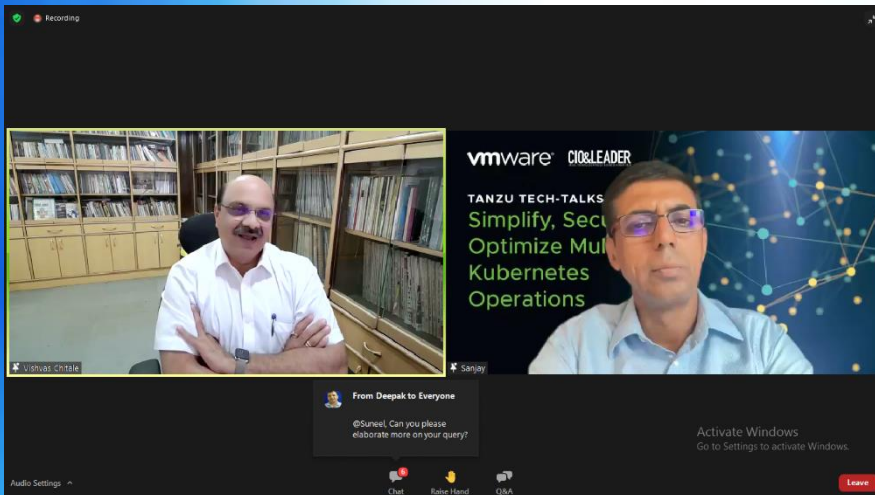 Recording
vmware CIO&LEADER
TANZU TECH-TALKS
Simplify, Secu
Optimize Mul
Kubernetes
Operations
Vishvas Chitale
Sanjay
From Deepak to Everyone
@Suneel, Can you please
elaborate more on your query?
Activate Windows
Go to Settings to activate Windows.
Audio Settings
6
Chat
Raise Hand
Q&A
Leave